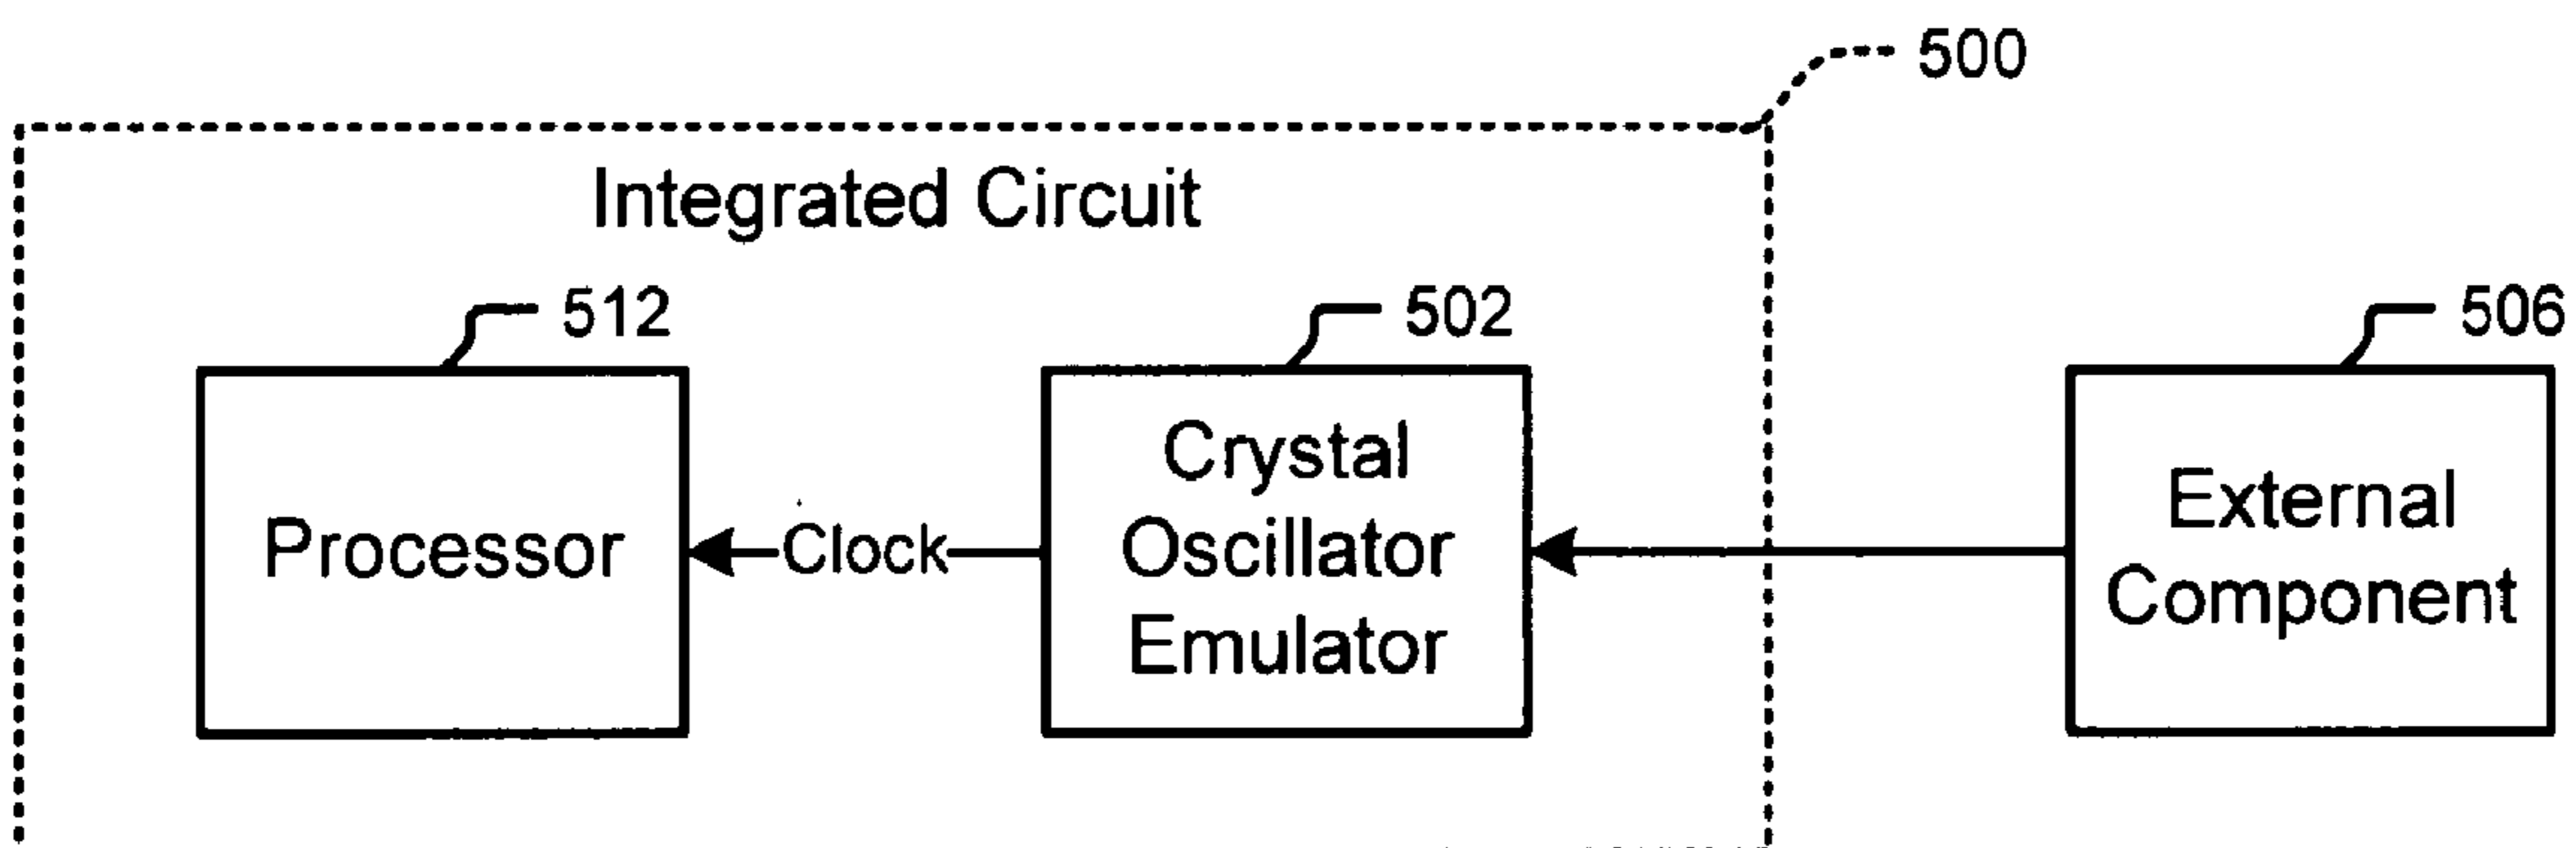 500
Integrated Circuit
512
502
506
Processor
Clock
Crystal
Oscillator
Emulator
External
Component